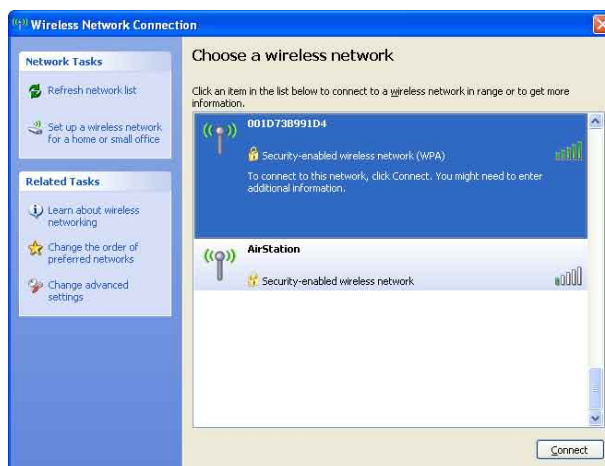 Wireless Network Connection
Network Tasks
Refresh network list
Set up a wireless network
for a home or small office
Related Tasks
Learn about wireless
networking
Change the order of
preferred networks
Change advanced
settings
Choose a wireless network
Click an item in the list below to connect to a wireless network in range or to get more
information.
001D73B991D4
Security-enabled wireless network (WPA)
To connect to this network, click Connect. You might need to enter
additional information.
AirStation
Security-enabled wireless network
Connect